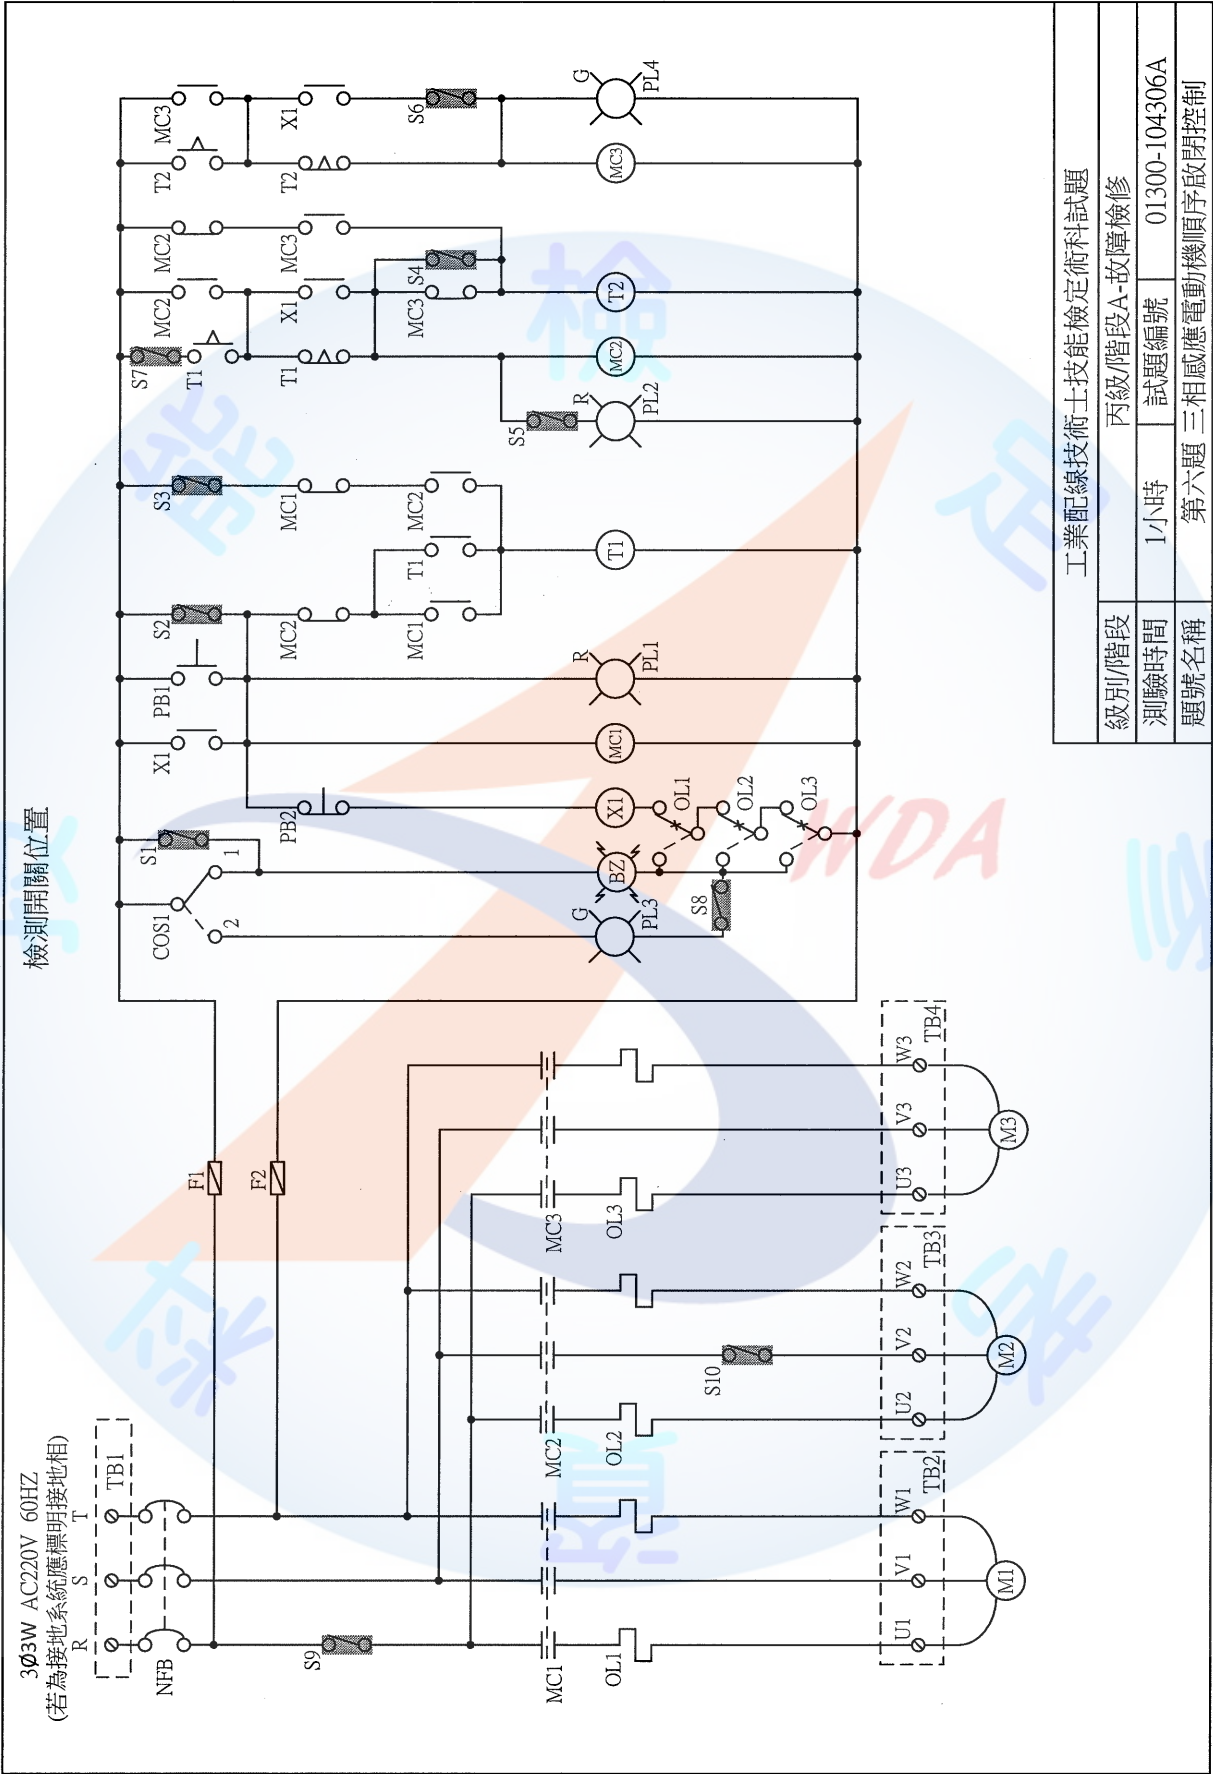 檢測開關位置
3Ø3W AC220V 60HZ
(若為接地系統應標明接地相)
R S T
TB1
NFB
F1
F2
S9
MC1
MC2
MC3
OL1
OL2
OL3
S10
U1 V1 W1
TB2
U2 V2 W2
TB3
U3 V3 W3
TB4
M1
M2
M3
COS1
2
1
S1
X1
PB1
S2
S3
S7
T1
MC2
MC2
T2
MC3
PB2
MC2
MC1
T1
X1
MC3
T2
X1
MC1
T1
MC2
MC3
S4
S6
S5
G
PL3
BZ
X1
MC1
R
PL1
T1
R
PL2
MC2
T2
MC3
G
PL4
S8
OL1
OL2
OL3
工業配線技術士技能檢定術科試題
級別/階段 丙級/階段A-故障檢修
測驗時間 1小時 試題編號 01300-104306A
題號名稱 第六題 三相感應電動機順序啟閉控制
WDA
技
能
檢
定